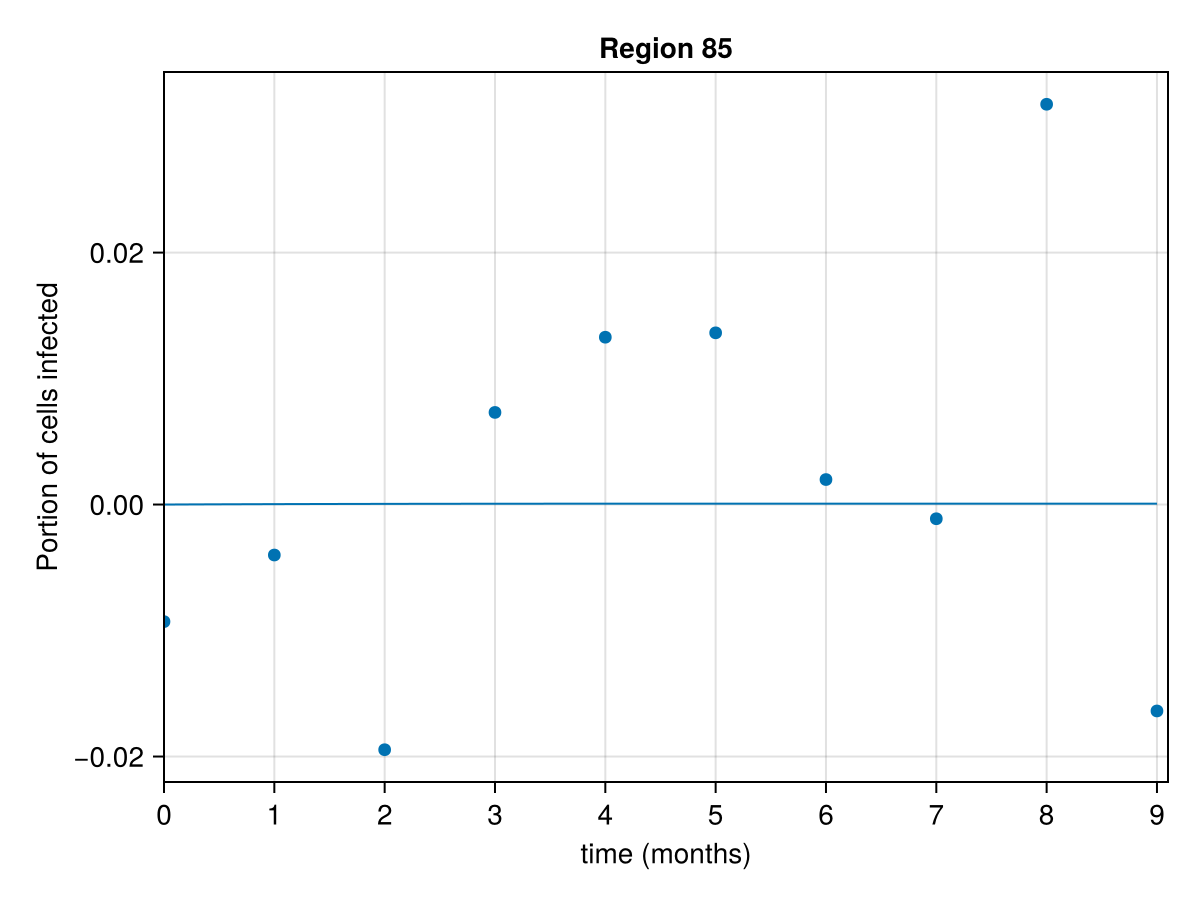 Region 85
Portion of cells infected
0.02
0.00
−0.02
0 1 2 3 4 5 6 7 8 9
time (months)